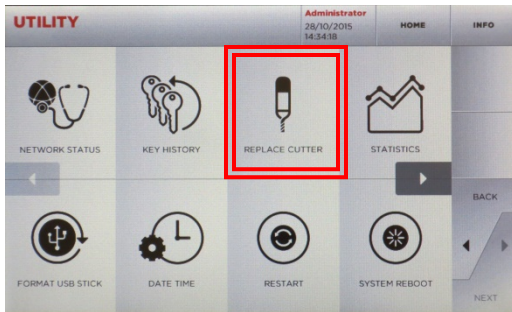 UTILITY
Administrator
28/10/2015
14:34:18
HOME
INFO
NETWORK STATUS
KEY HISTORY
REPLACE CUTTER
STATISTICS
BACK
FORMAT USB STICK
DATE TIME
RESTART
SYSTEM REBOOT
NEXT